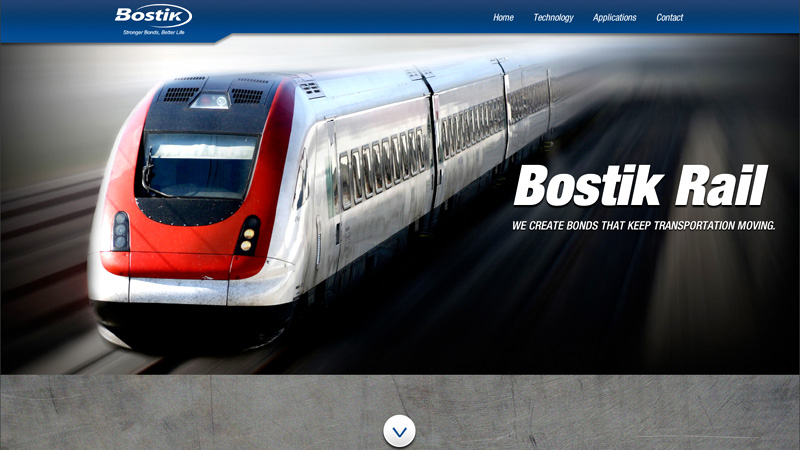 Bostik
Stronger Bonds, Better Life
Home Technology Applications Contact
Bostik Rail
WE CREATE BONDS THAT KEEP TRANSPORTATION MOVING.